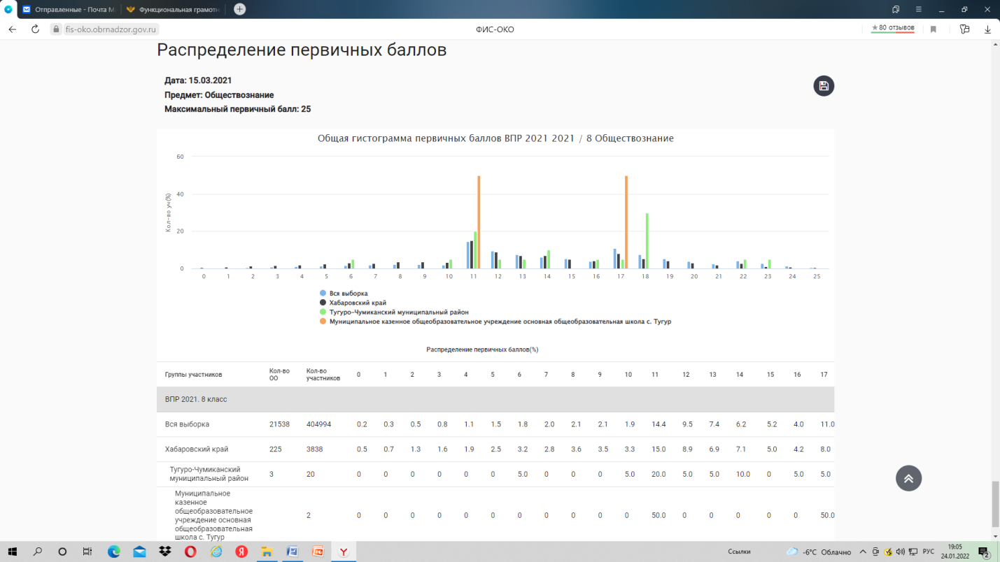 Отправленные - Почта M
Функциональная грамотн
fis-oko.obrnadzor.gov.ru
ФИС-ОКО
★ 80 отзывов
Распределение первичных баллов
Дата: 15.03.2021
Предмет: Обществознание
Максимальный первичный балл: 25
Общая гистограмма первичных баллов ВПР 2021 2021 / 8 Обществознание
60
40
20
0
Кол-во уч(%)
0 1 2 3 4 5 6 7 8 9 10 11 12 13 14 15 16 17 18 19 20 21 22 23 24 25
Вся выборка
Хабаровский край
Тугуро-Чумиканский муниципальный район
Муниципальное казенное общеобразовательное учреждение основная общеобразовательная школа с. Тугур
Распределение первичных баллов(%)
Группы участников Кол-во ОО Кол-во участников 0 1 2 3 4 5 6 7 8 9 10 11 12 13 14 15 16 17
ВПР 2021. 8 класс
Вся выборка 21538 404994 0.2 0.3 0.5 0.8 1.1 1.5 1.8 2.0 2.1 2.1 1.9 14.4 9.5 7.4 6.2 5.2 4.0 11.0
Хабаровский край 225 3838 0.5 0.7 1.3 1.6 1.9 2.5 3.2 2.8 3.6 3.5 3.3 15.0 8.9 6.9 7.1 5.0 4.2 8.0
Тугуро-Чумиканский
муниципальный район 3 20 0 0 0 0 0 0 5.0 0 0 0 5.0 20.0 5.0 5.0 10.0 0 5.0 5.0
Муниципальное
казенное
общеобразовательное
учреждение основная
общеобразовательная
школа с. Тугур
2 0 0 0 0 0 0 0 0 0 0 0 50.0 0 0 0 0 0 50.0
Ссылки
-6°C Облачно
РУС
19:05
24.01.2022
2